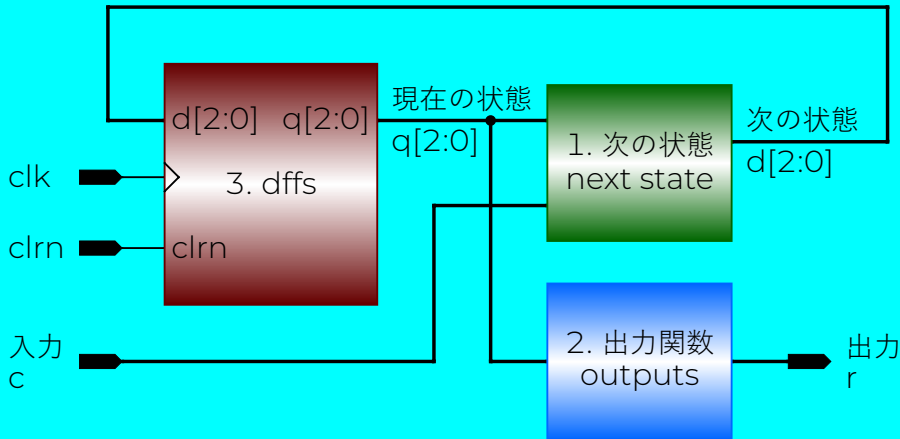 現在の状態
q[2:0]
次の状態
d[2:0]
d[2:0] q[2:0]
3. dffs
clrn
1. 次の状態
next state
clk
clrn
入力
c
2. 出力関数
outputs
出力
r